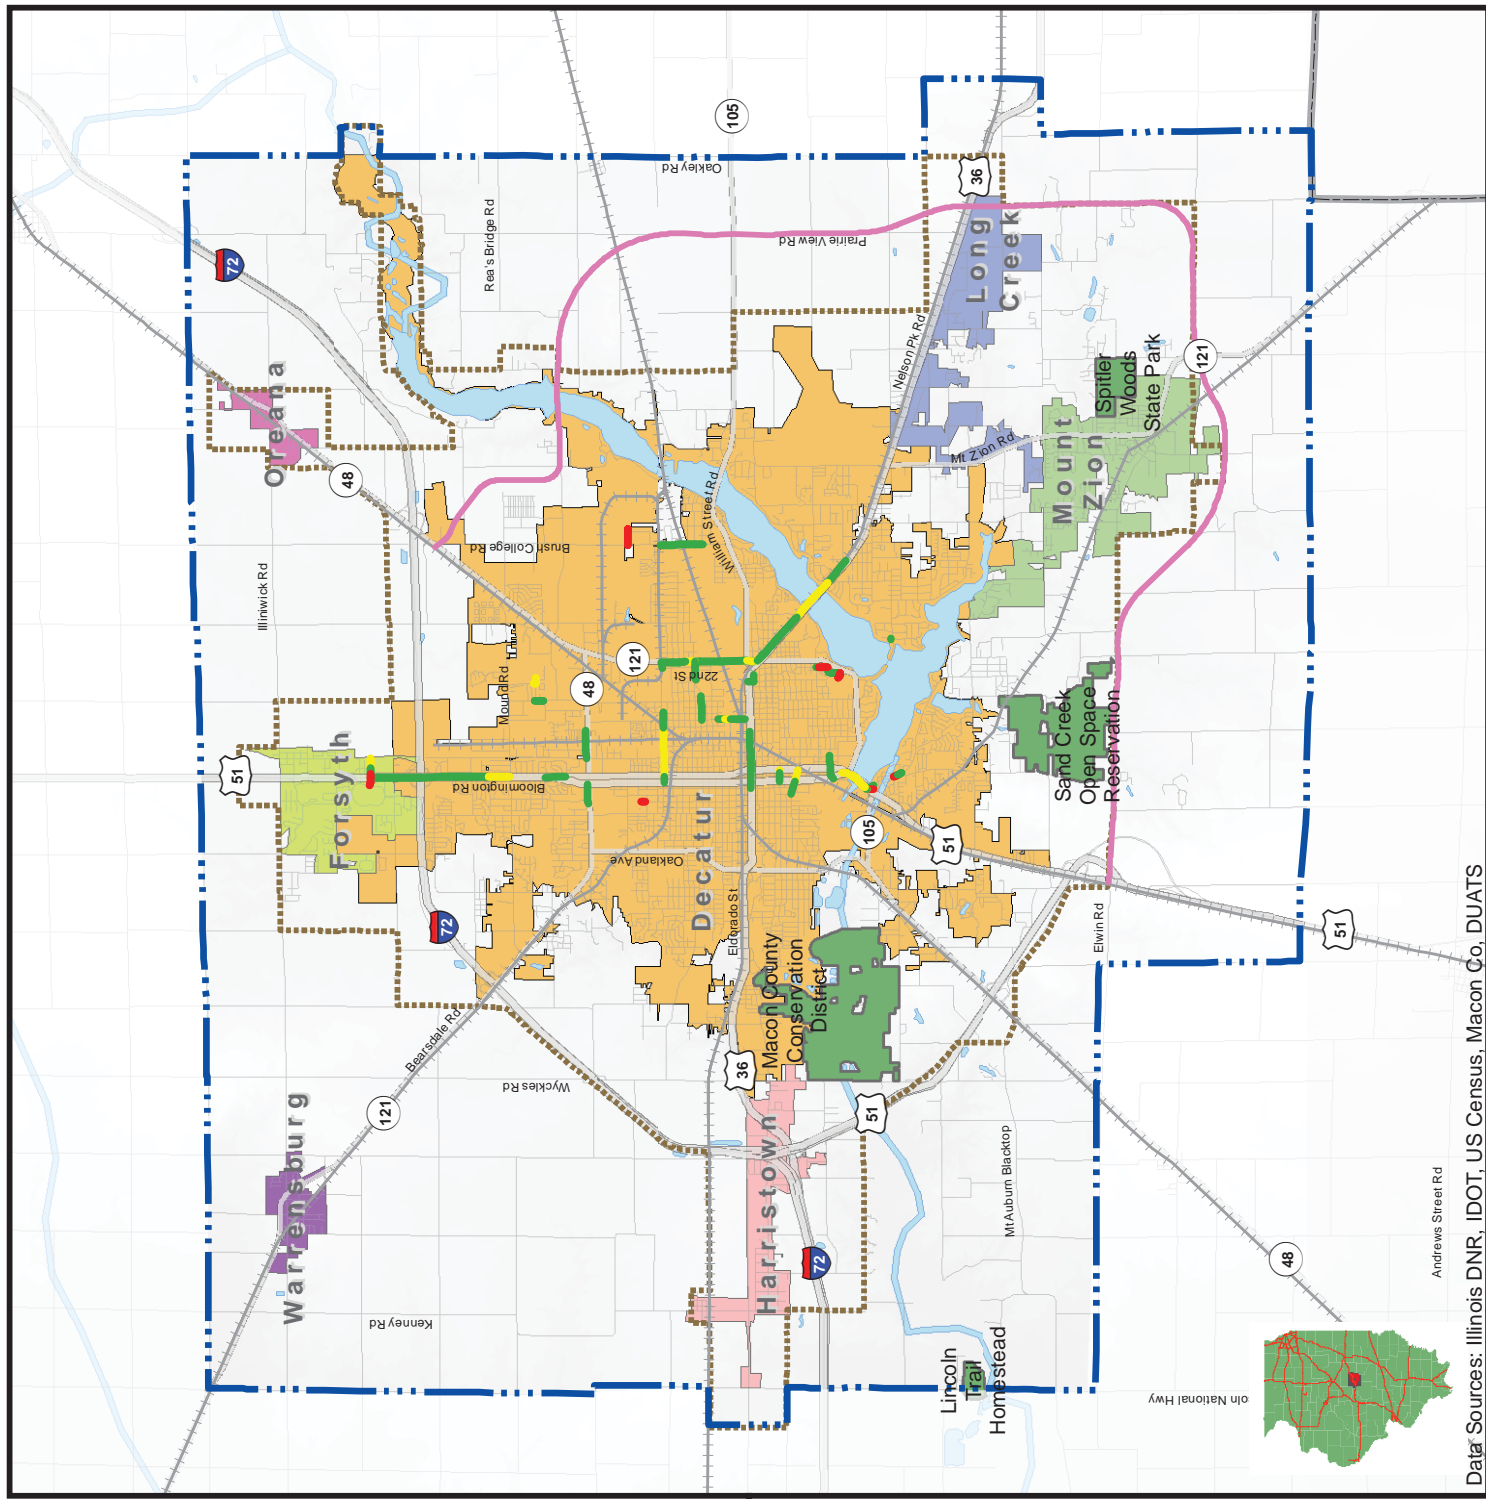 105
Oakley Rd
36
72
Rea's Bridge Rd
Prairie View Rd
Long
Creek
Nelson Pk Rd
Oreana
Spitler
Woods
State Park
121
48
Mt Zion Rd
Mount
Zion
William Street Rd
Brush College Rd
Illiniwick Rd
121
22nd St
48
Mound Rd
Sand Creek
Open Space
Reservation
51
Forsyth
Bloomington Rd
Decatur
Oakland Ave
105
51
Eldorado St
72
Elwin Rd
51
Macon County
Conservation
District
Bearsdale Rd
36
Wyckles Rd
121
51
Warrensburg
Harristown
Mt Auburn Blacktop
72
48
Andrews Street Rd
Kenney Rd
Lincoln
Trail
Homestead
oln National Hwy
Data Sources: Illinois DNR, IDOT, US Census, Macon Co, DUATS